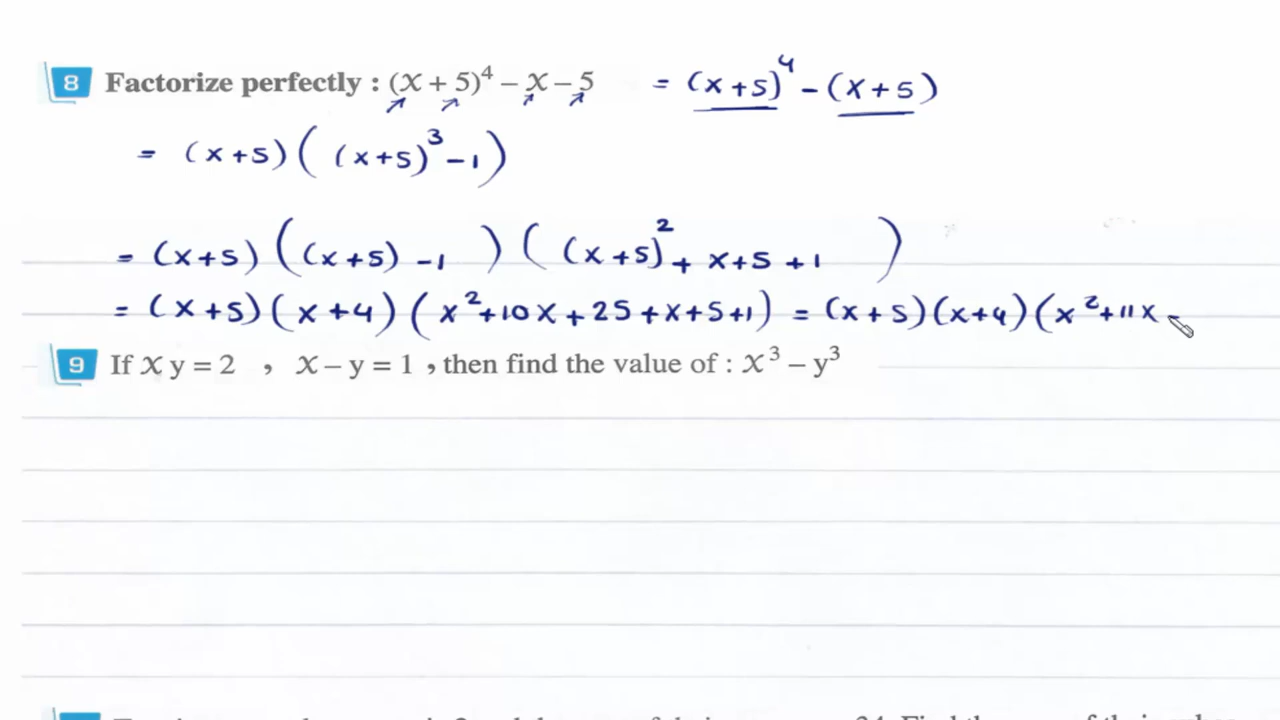 8 Factorize perfectly : (x + 5)⁴ – x – 5 = (x+5)⁴ - (x+5)
= (x+5)((x+5)³ -1)
= (x+5)((x+5) -1)((x+5)² + x+5 +1)
= (x+5)(x+4)(x²+10x+25+x+5+1) = (x+5)(x+4)(x²+11x
9 If x y = 2 , x – y = 1 , then find the value of : x³ – y³